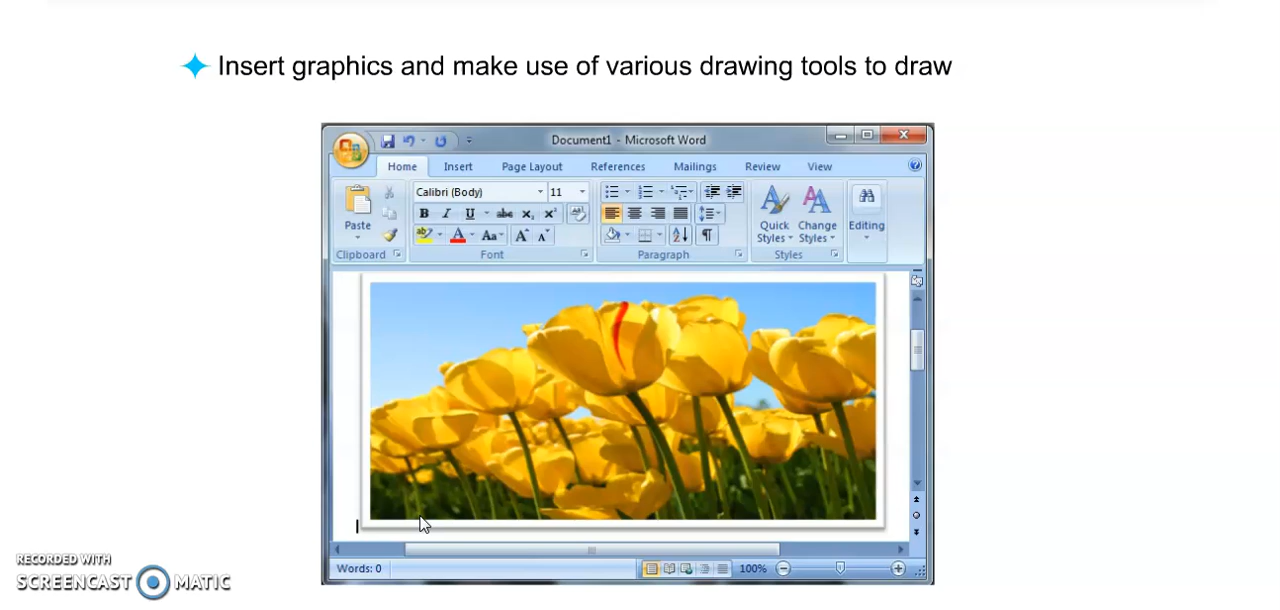 Insert graphics and make use of various drawing tools to draw
Document1 - Microsoft Word
Home Insert Page Layout References Mailings Review View
Calibri (Body) 11
Paste
B I U abe X₂ X² 
ab A Aa A A
Quick Styles
Change Styles
Editing
Clipboard Font Paragraph Styles
Words: 0 100%
RECORDED WITH
SCREENCAST MATIC